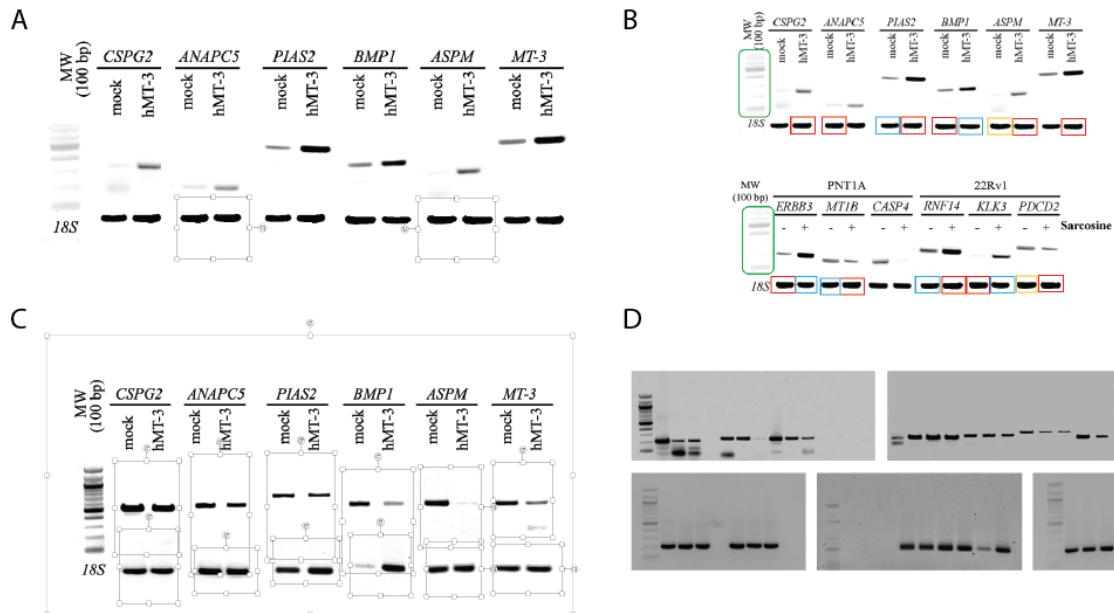 A
MW
(100 bp)
CSPG2 ANAPC5 PIAS2 BMP1 ASPM MT-3
mock hMT-3 mock hMT-3 mock hMT-3 mock hMT-3 mock hMT-3 mock hMT-3
18S
B
MW
(100 bp)
CSPG2 ANAPC5 PIAS2 BMP1 ASPM MT-3
mock hMT-3 mock hMT-3 mock hMT-3 mock hMT-3 mock hMT-3 mock hMT-3
18S
MW
(100 bp)
PNT1A 22Rv1
ERBB3 MT1B CASP4 RNF14 KLK3 PDCD2
- + - + - + - + - + - + Sarcosine
18S
C
MW
(100 bp)
CSPG2 ANAPC5 PIAS2 BMP1 ASPM MT-3
mock hMT-3 mock hMT-3 mock hMT-3 mock hMT-3 mock hMT-3 mock hMT-3
18S
D